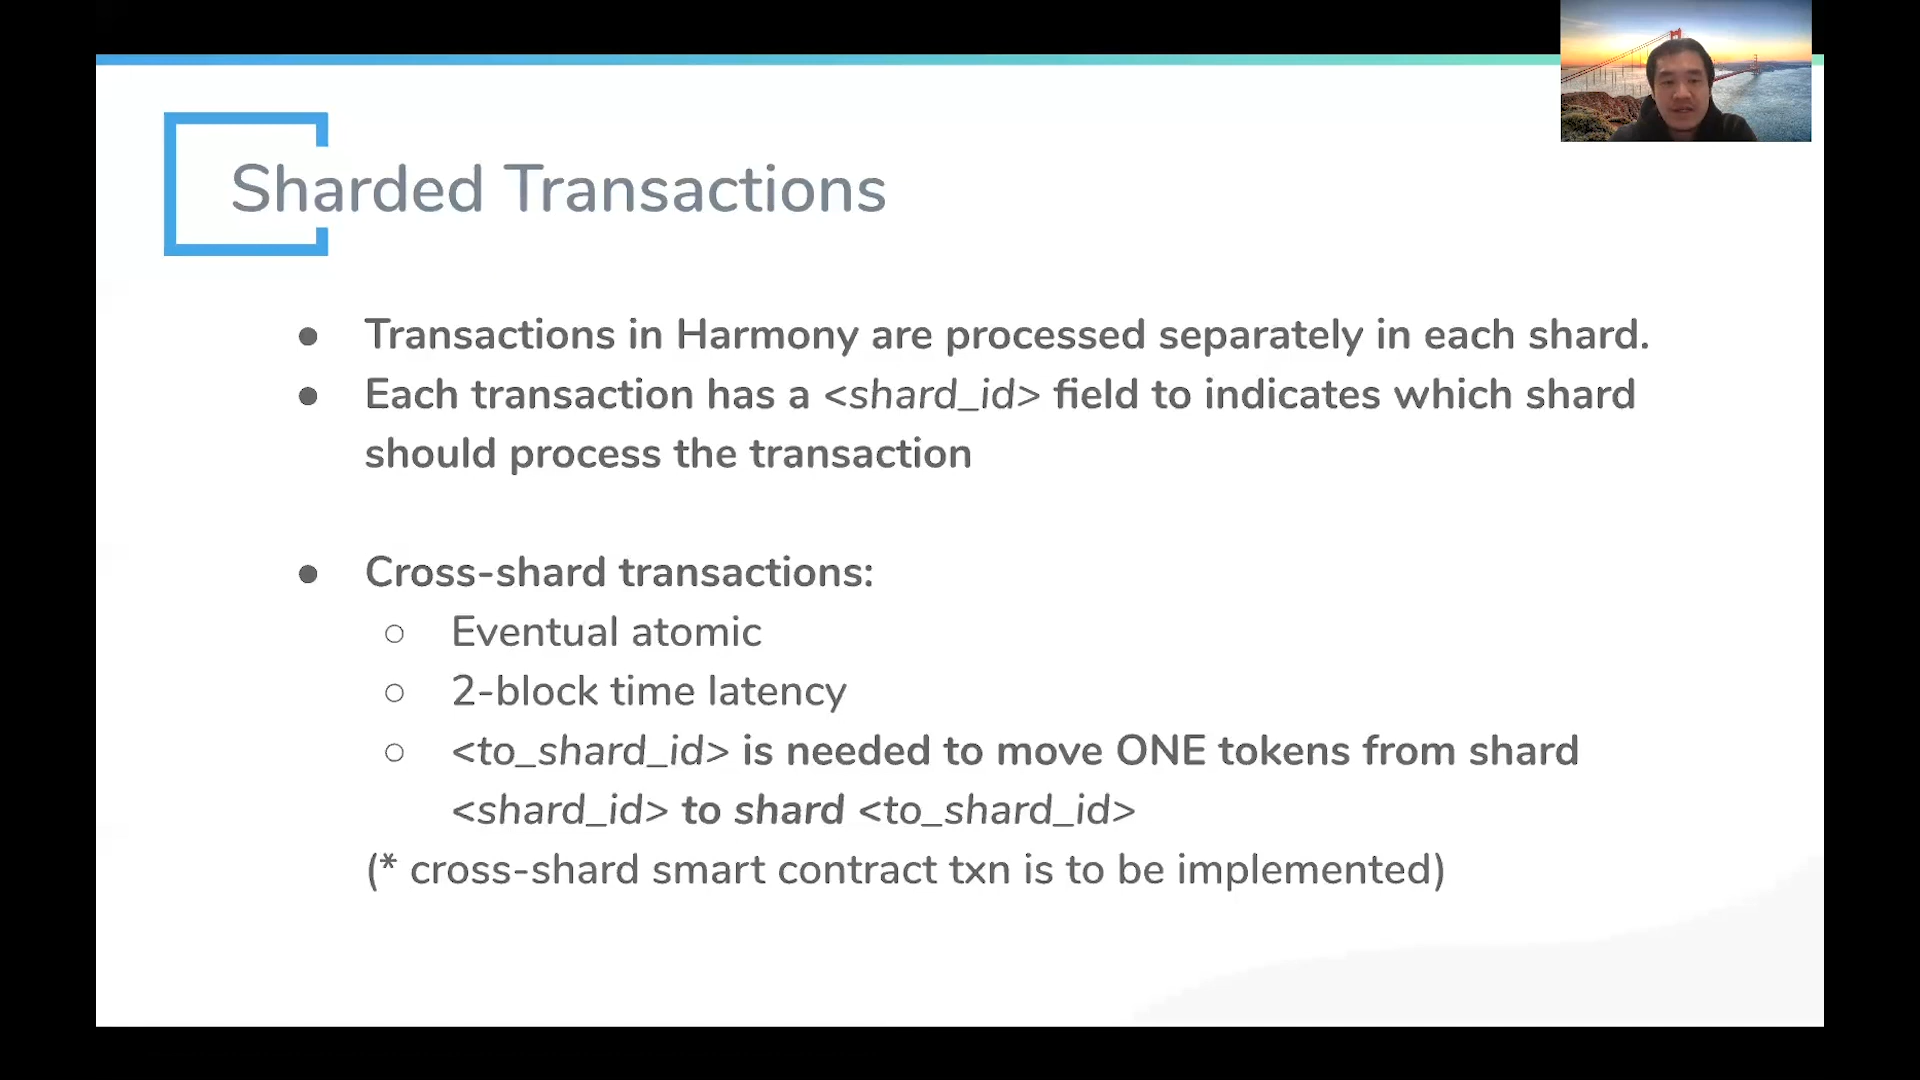 Sharded Transactions
● Transactions in Harmony are processed separately in each shard.
● Each transaction has a <shard_id> field to indicates which shard
should process the transaction
● Cross-shard transactions:
○ Eventual atomic
○ 2-block time latency
○ <to_shard_id> is needed to move ONE tokens from shard
<shard_id> to shard <to_shard_id>
(* cross-shard smart contract txn is to be implemented)